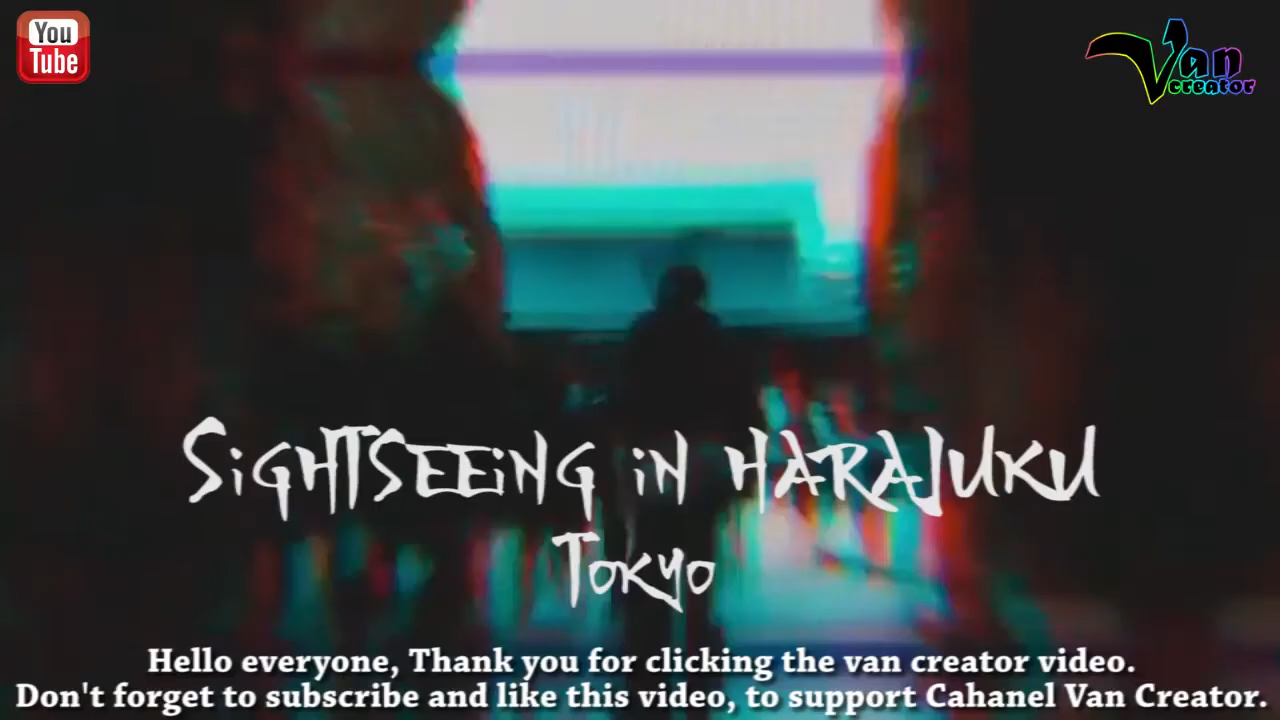 You
Tube
Van
creator
SiGHTSEEiNG iN HARAJUKU
Tokyo
Hello everyone, Thank you for clicking the van creator video.
Don't forget to subscribe and like this video, to support Cahanel Van Creator.